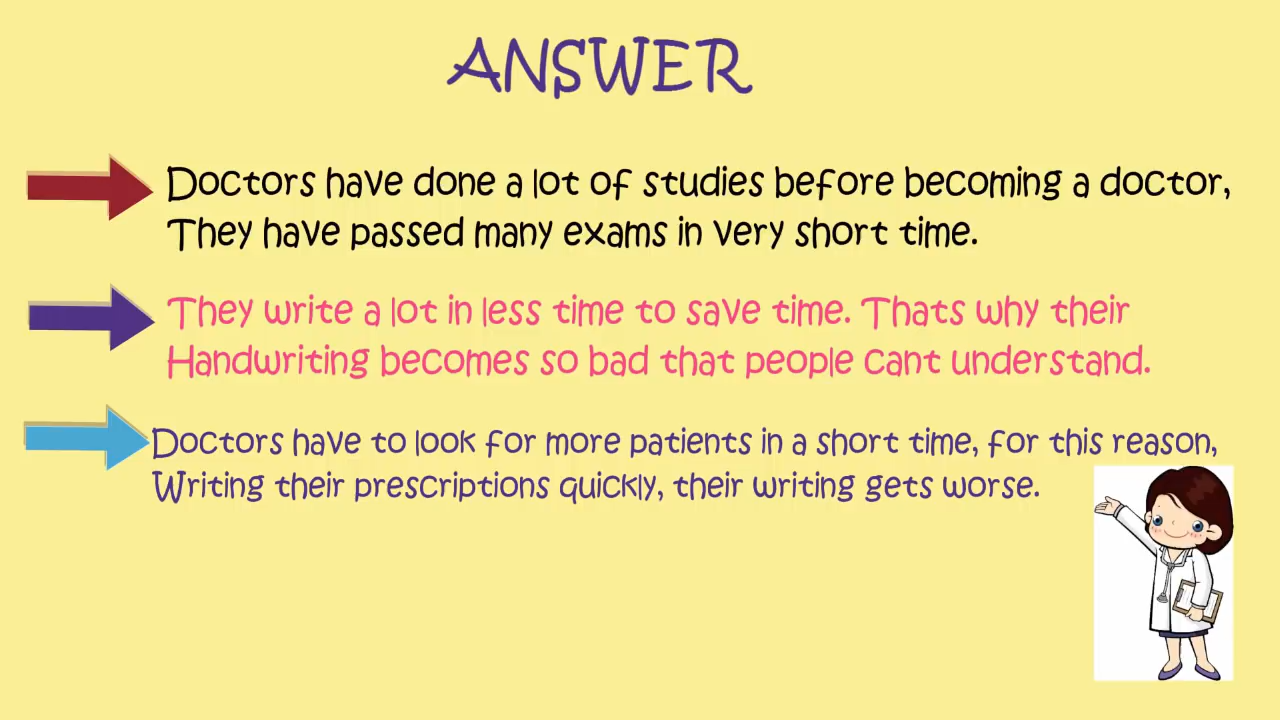 ANSWER
Doctors have done a lot of studies before becoming a doctor,
They have passed many exams in very short time.
They write a lot in less time to save time. Thats why their
Handwriting becomes so bad that people cant understand.
Doctors have to look for more patients in a short time, for this reason,
Writing their prescriptions quickly, their writing gets worse.